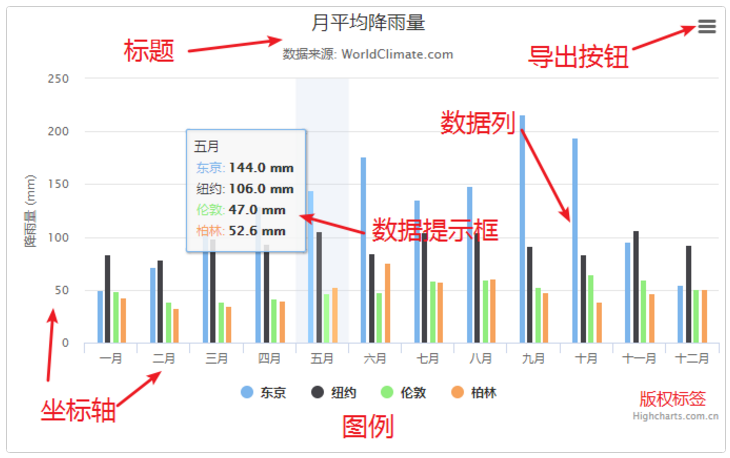 月平均降雨量
标题
数据来源: WorldClimate.com
导出按钮
250
200
150
100
50
0
降雨量 (mm)
数据列
五月
东京: 144.0 mm
纽约: 106.0 mm
伦敦: 47.0 mm
柏林: 52.6 mm
数据提示框
一月 二月 三月 四月 五月 六月 七月 八月 九月 十月 十一月 十二月
坐标轴
东京 纽约 伦敦 柏林
图例
版权标签
Highcharts.com.cn